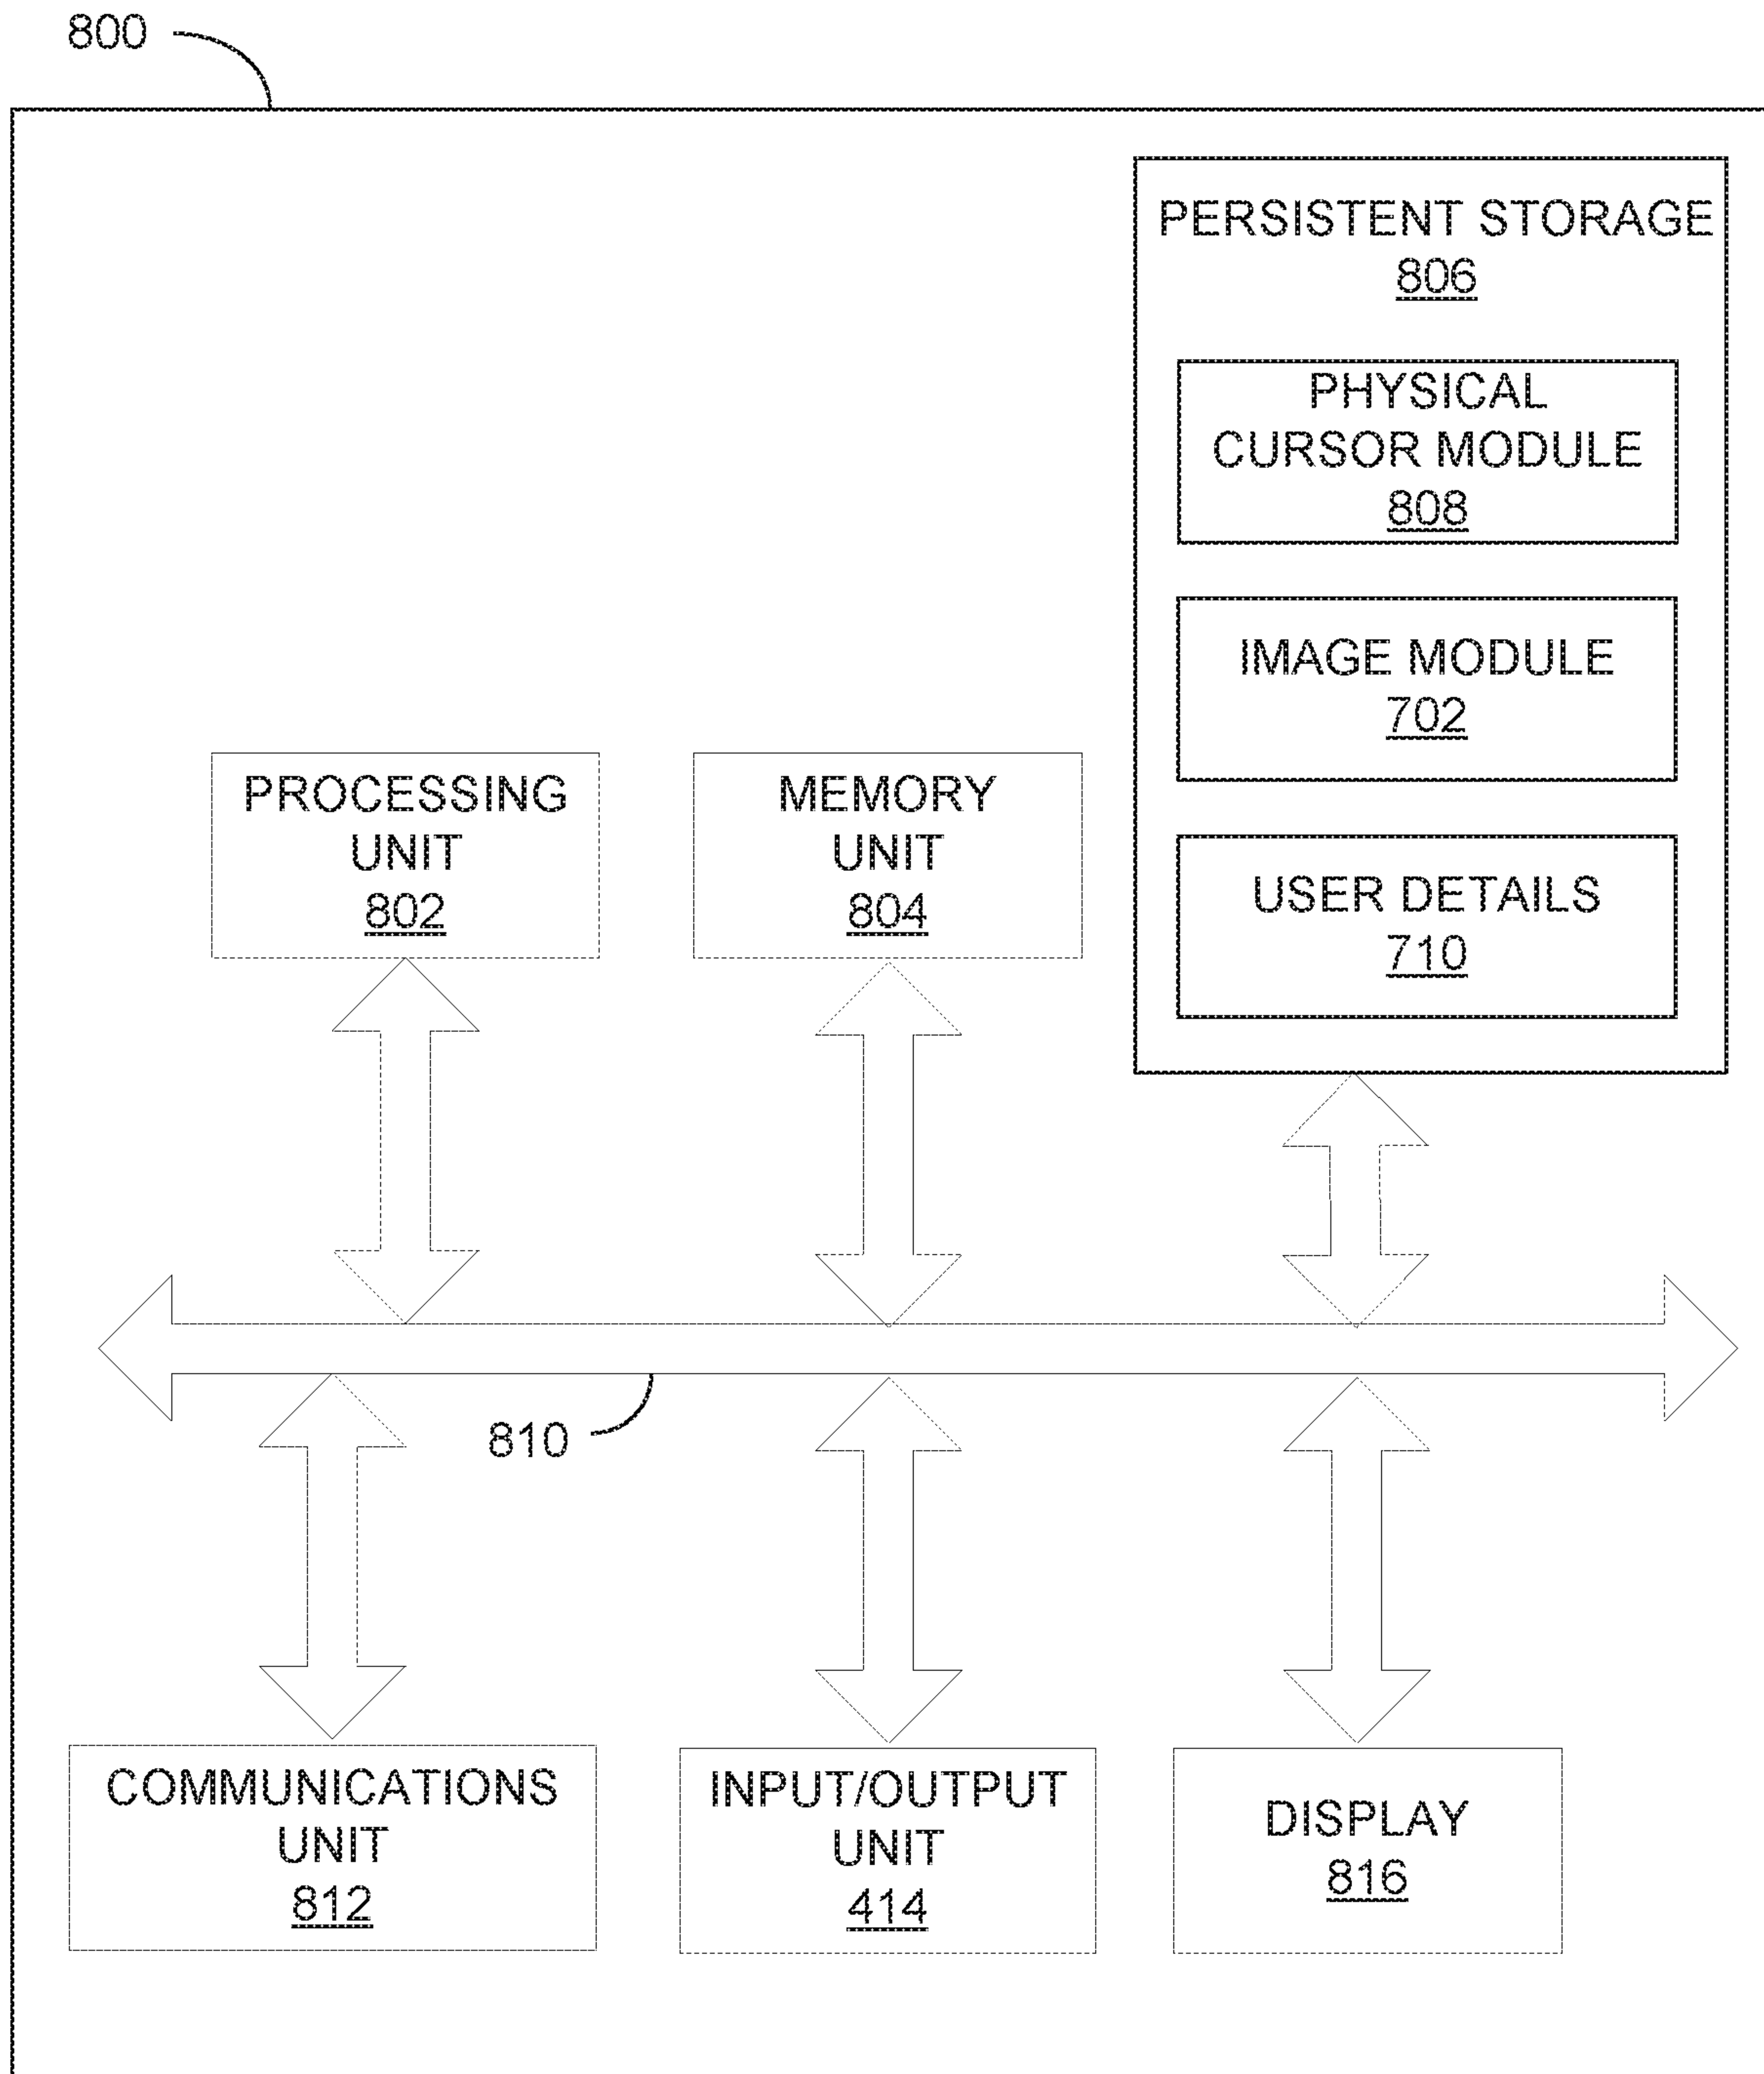 800
PERSISTENT STORAGE
806
PHYSICAL
CURSOR MODULE
808
IMAGE MODULE
702
USER DETAILS
710
PROCESSING
UNIT
802
MEMORY
UNIT
804
810
COMMUNICATIONS
UNIT
812
INPUT/OUTPUT
UNIT
414
DISPLAY
816